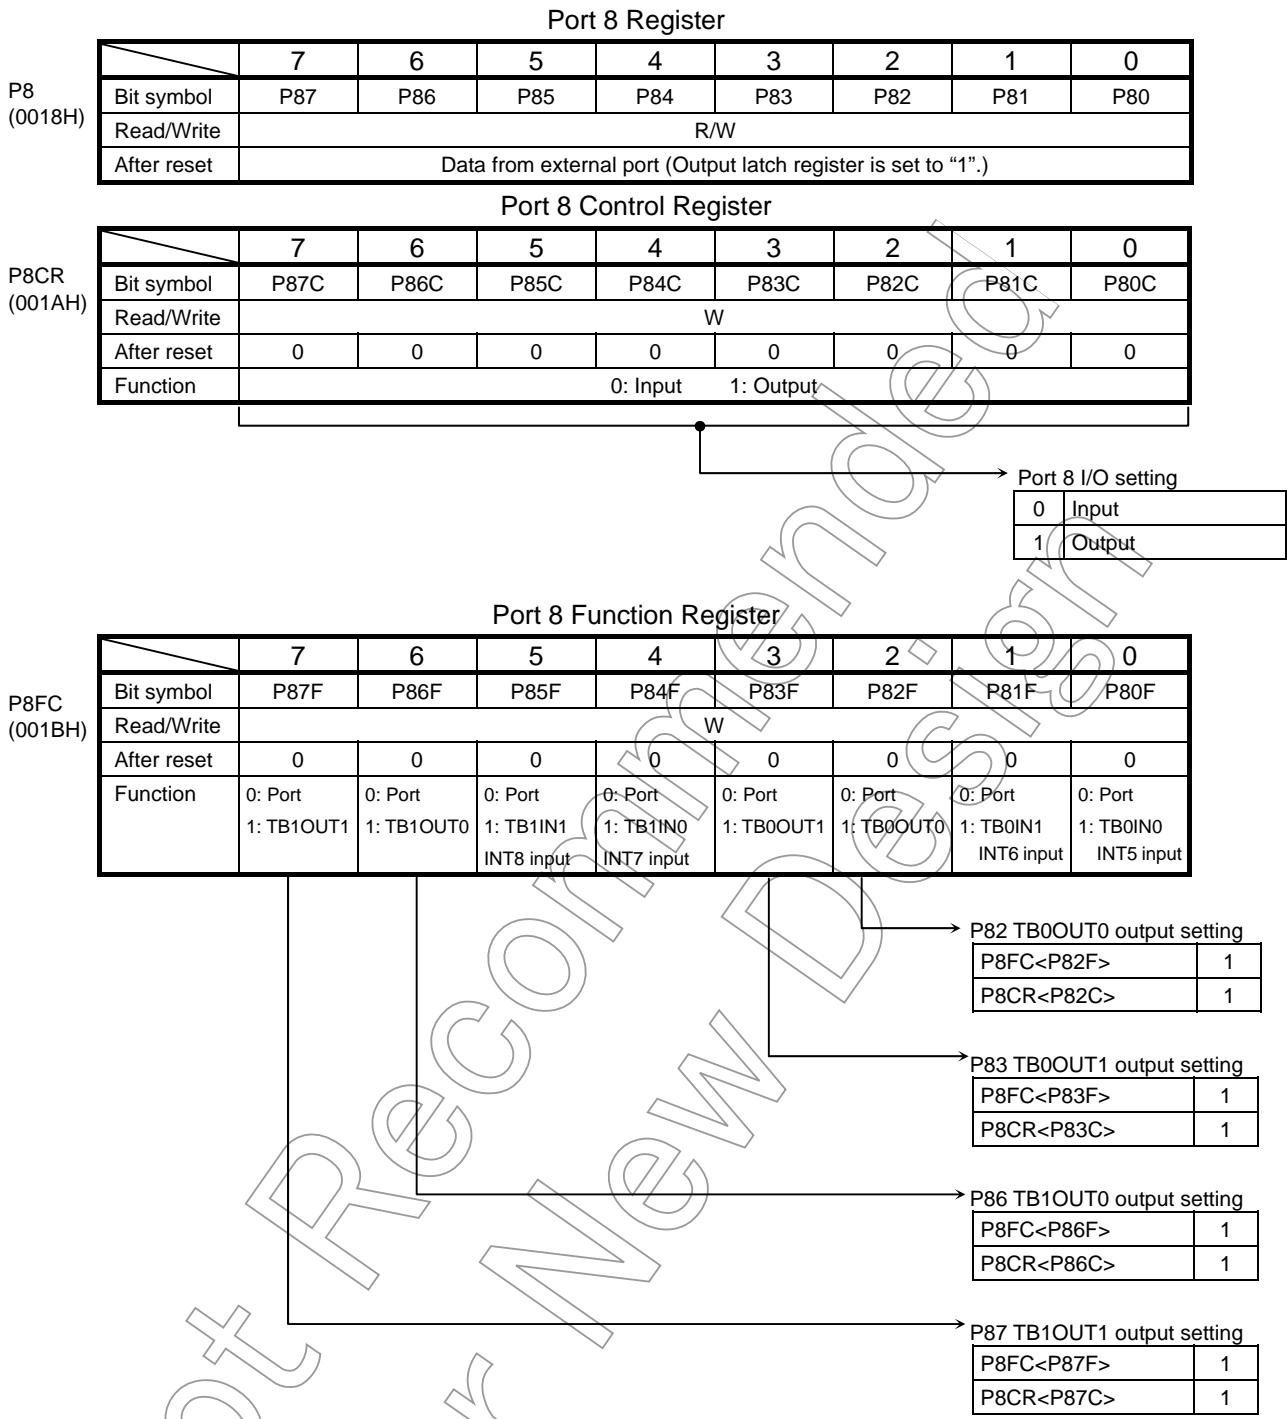 Port 8 Register
7 6 5 4 3 2 1 0
P8
(0018H)
Bit symbol P87 P86 P85 P84 P83 P82 P81 P80
Read/Write R/W
After reset Data from external port (Output latch register is set to “1”.)
Port 8 Control Register
7 6 5 4 3 2 1 0
P8CR
(001AH)
Bit symbol P87C P86C P85C P84C P83C P82C P81C P80C
Read/Write W
After reset 0 0 0 0 0 0 0 0
Function 0: Input 1: Output
Port 8 I/O setting
0 Input
1 Output
Port 8 Function Register
7 6 5 4 3 2 1 0
P8FC
(001BH)
Bit symbol P87F P86F P85F P84F P83F P82F P81F P80F
Read/Write W
After reset 0 0 0 0 0 0 0 0
Function 0: Port 0: Port 0: Port 0: Port 0: Port 0: Port 0: Port 0: Port
1: TB1OUT1 1: TB1OUT0 1: TB1IN1 1: TB1IN0 1: TB0OUT1 1: TB0OUT0 1: TB0IN1 1: TB0IN0
INT8 input INT7 input INT6 input INT5 input
P82 TB0OUT0 output setting
P8FC<P82F> 1
P8CR<P82C> 1
P83 TB0OUT1 output setting
P8FC<P83F> 1
P8CR<P83C> 1
P86 TB1OUT0 output setting
P8FC<P86F> 1
P8CR<P86C> 1
P87 TB1OUT1 output setting
P8FC<P87F> 1
P8CR<P87C> 1
ot Recommended
r New Design